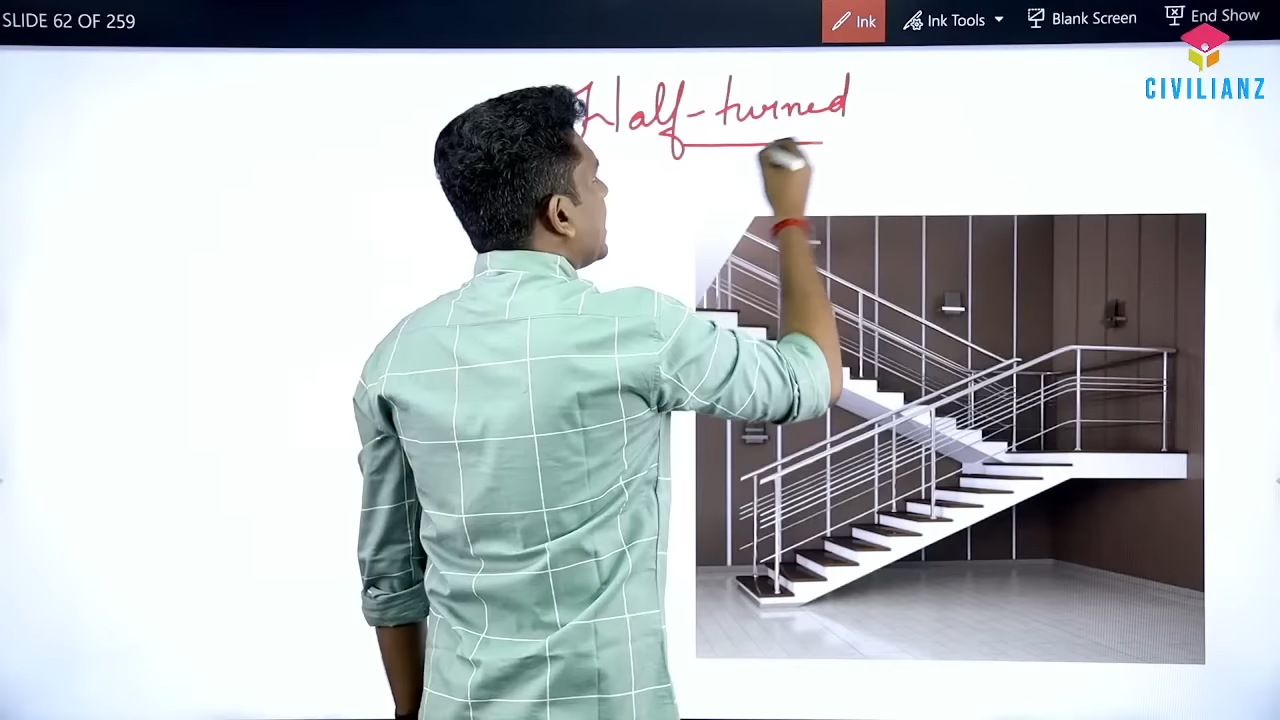 SLIDE 62 OF 259
Ink
Ink Tools
Blank Screen
End Show
CIVILIANZ
Half-turned